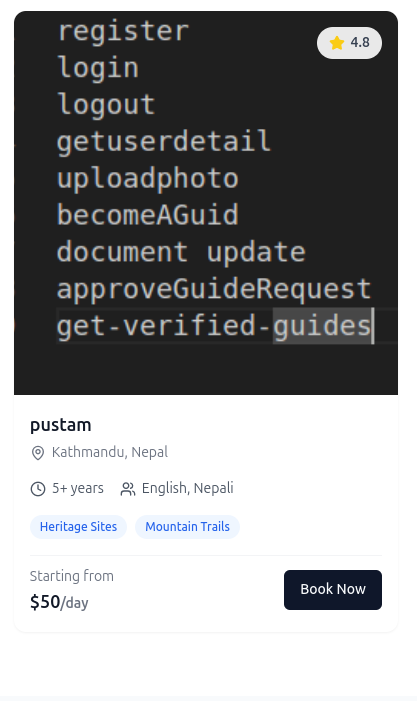 register
4.8
login
logout
getuserdetail
uploadphoto
becomeAGuid
document update
approveGuideRequest
get-verified-guides
pustam
Kathmandu, Nepal
5+ years English, Nepali
Heritage Sites Mountain Trails
Starting from
$50/day
Book Now